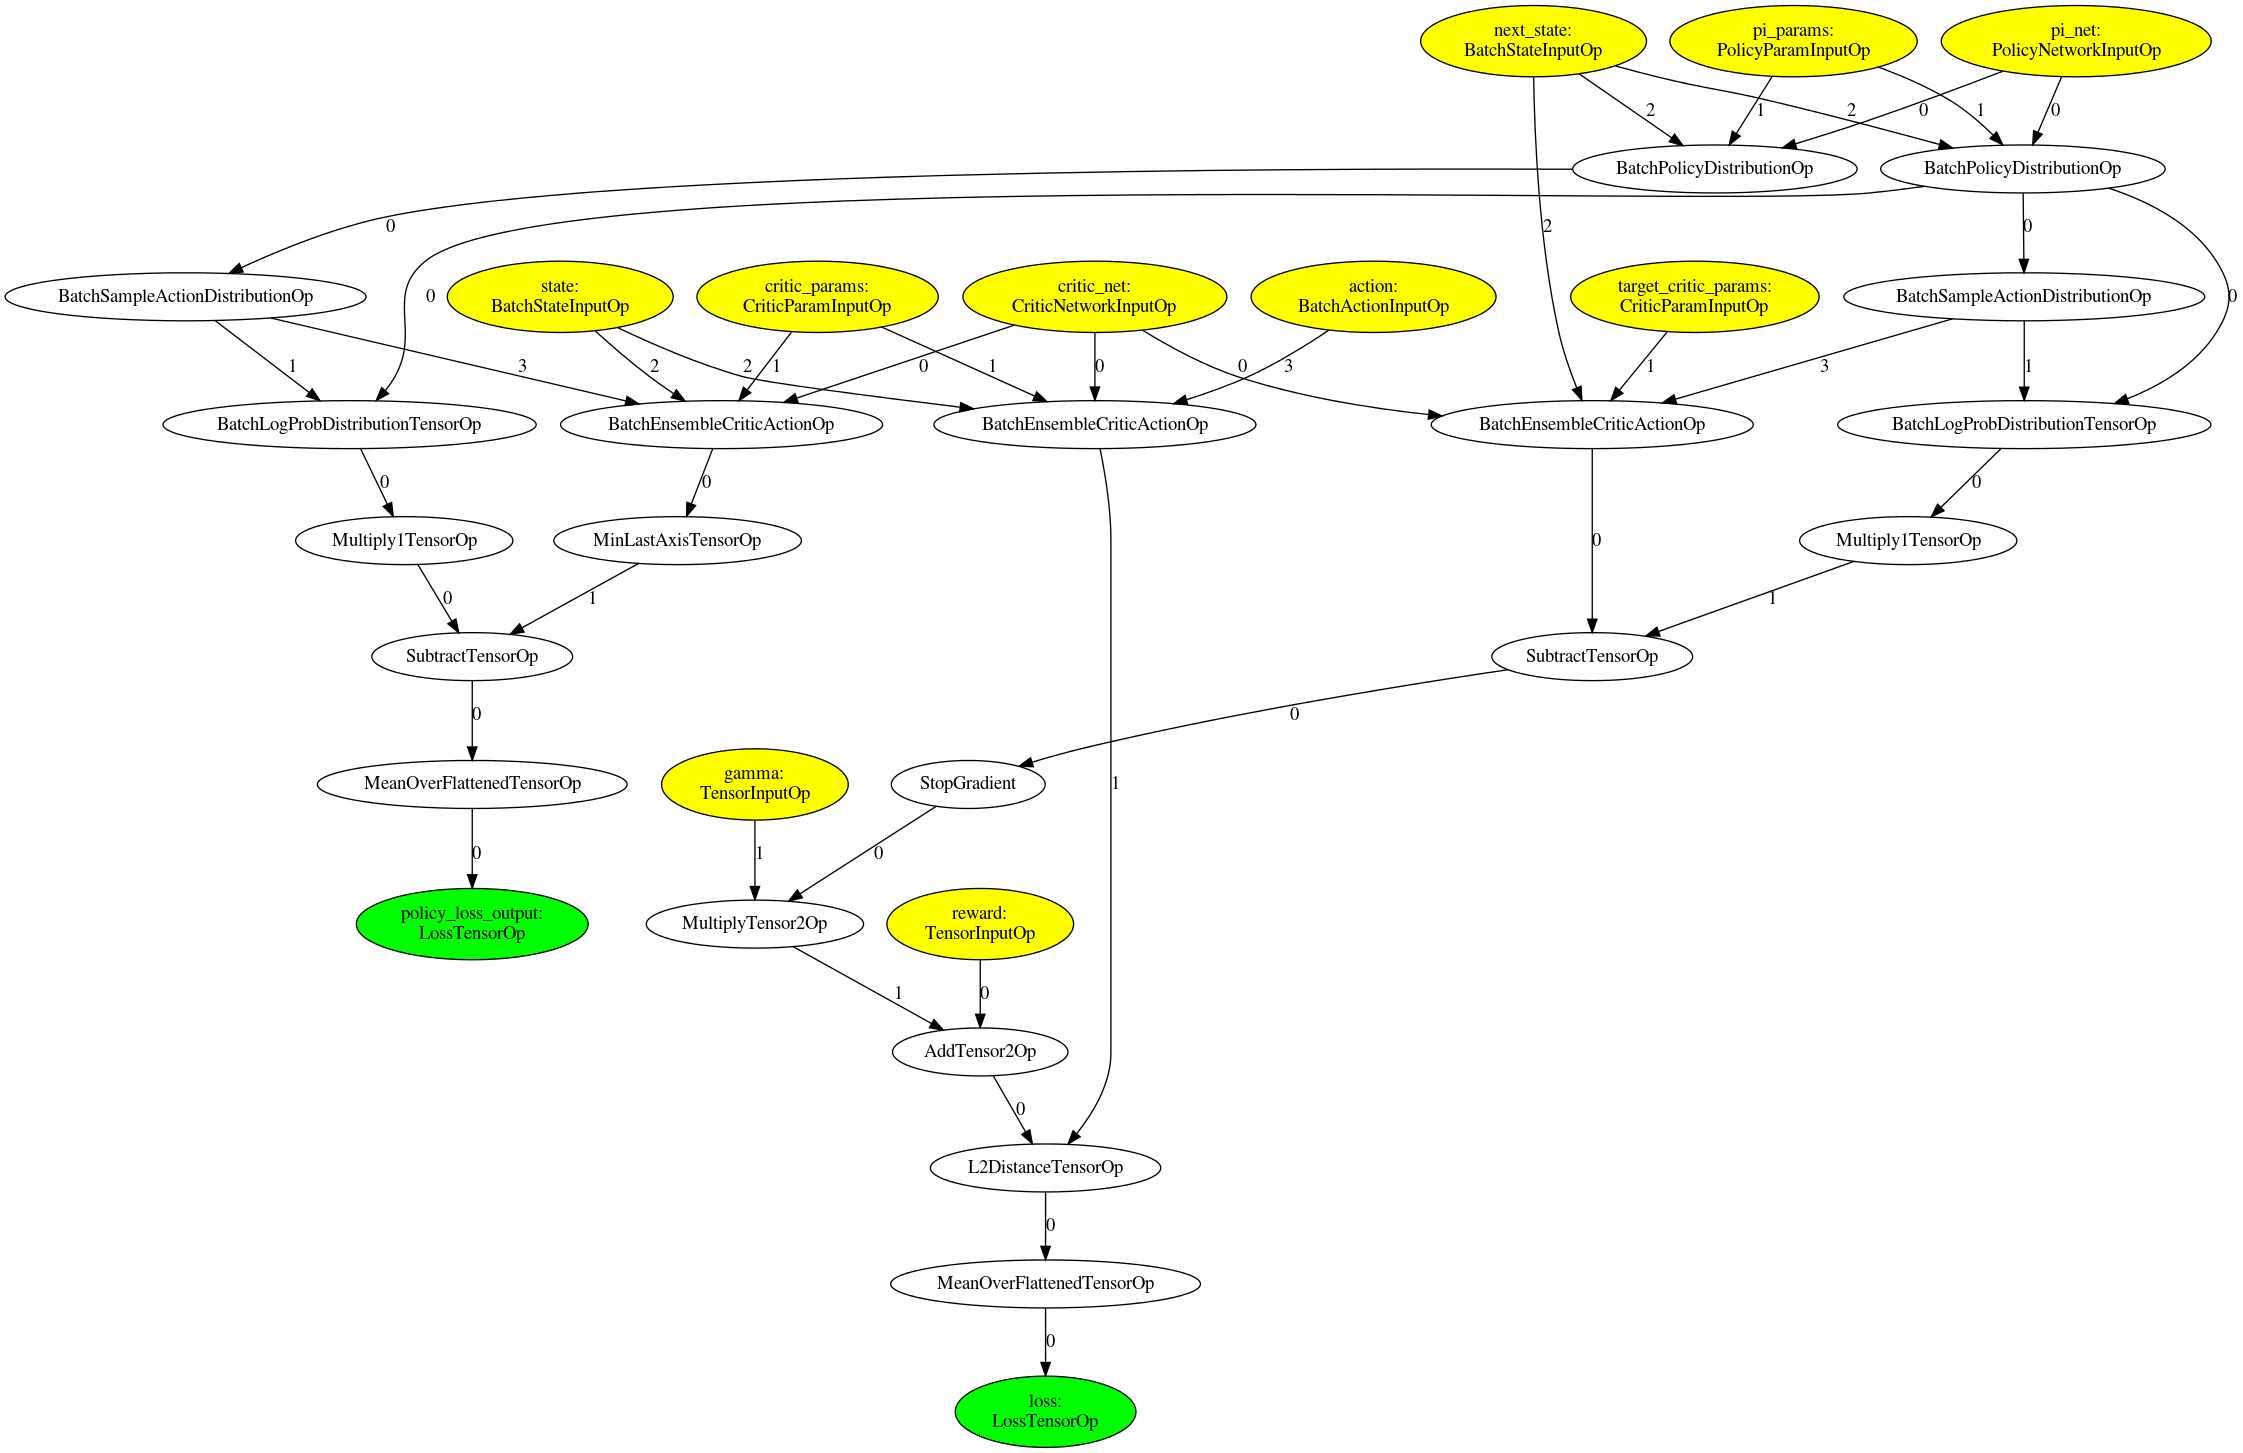 next_state:
BatchStateInputOp
pi_params:
PolicyParamInputOp
pi_net:
PolicyNetworkInputOp
2
1
2
0
1
0
BatchPolicyDistributionOp
BatchPolicyDistributionOp
0
2
0
BatchSampleActionDistributionOp
0
state:
BatchStateInputOp
critic_params:
CriticParamInputOp
critic_net:
CriticNetworkInputOp
action:
BatchActionInputOp
target_critic_params:
CriticParamInputOp
BatchSampleActionDistributionOp
0
1
3
2
2
1
0
1
0
0
3
1
3
1
BatchLogProbDistributionTensorOp
BatchEnsembleCriticActionOp
BatchEnsembleCriticActionOp
BatchEnsembleCriticActionOp
BatchLogProbDistributionTensorOp
0
0
0
Multiply1TensorOp
MinLastAxisTensorOp
0
Multiply1TensorOp
0
1
1
SubtractTensorOp
SubtractTensorOp
0
0
MeanOverFlattenedTensorOp
gamma:
TensorInputOp
StopGradient
1
0
1
0
policy_loss_output:
LossTensorOp
MultiplyTensor2Op
reward:
TensorInputOp
1
0
AddTensor2Op
0
L2DistanceTensorOp
0
MeanOverFlattenedTensorOp
0
loss:
LossTensorOp